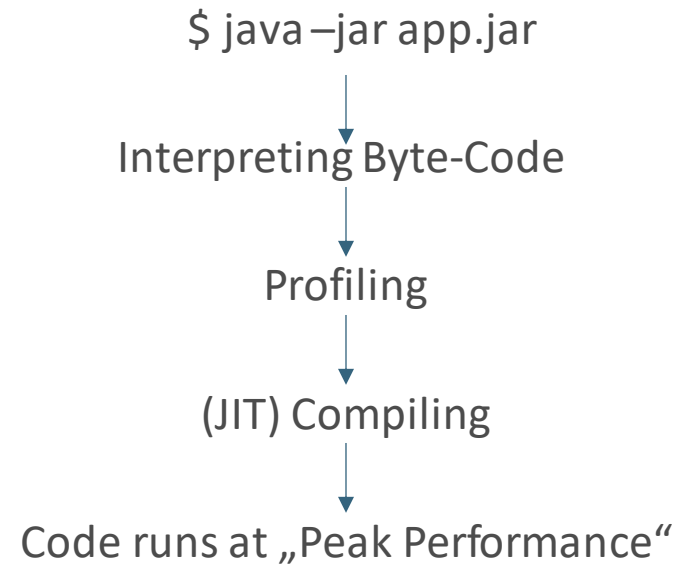 $ java –jar app.jar
Interpreting Byte-Code
Profiling
(JIT) Compiling
Code runs at „Peak Performance“